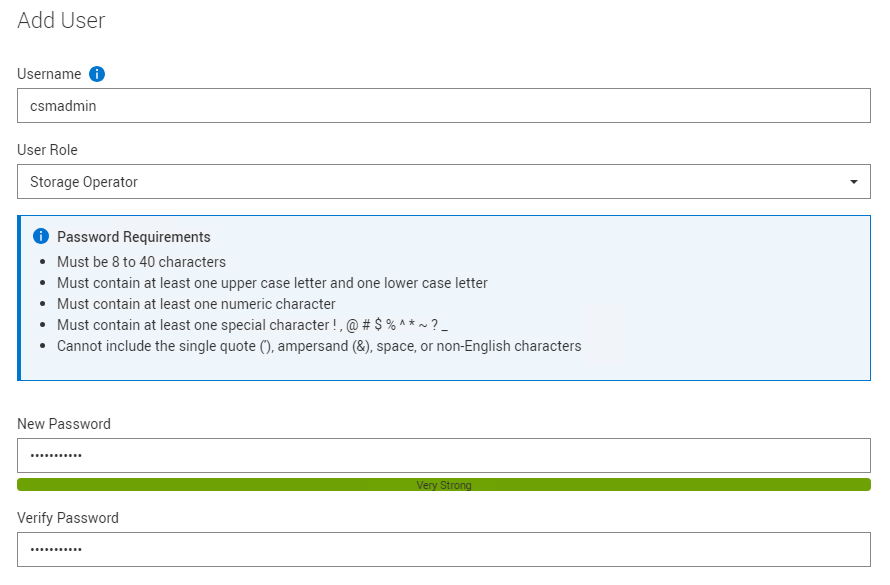 Add User
Username
csmadmin
User Role
Storage Operator
Password Requirements
• Must be 8 to 40 characters
• Must contain at least one upper case letter and one lower case letter
• Must contain at least one numeric character
• Must contain at least one special character ! , @ # $ % ^ * ~ ? _
• Cannot include the single quote ('), ampersand (&), space, or non-English characters
New Password
•••••••••••
Very Strong
Verify Password
•••••••••••